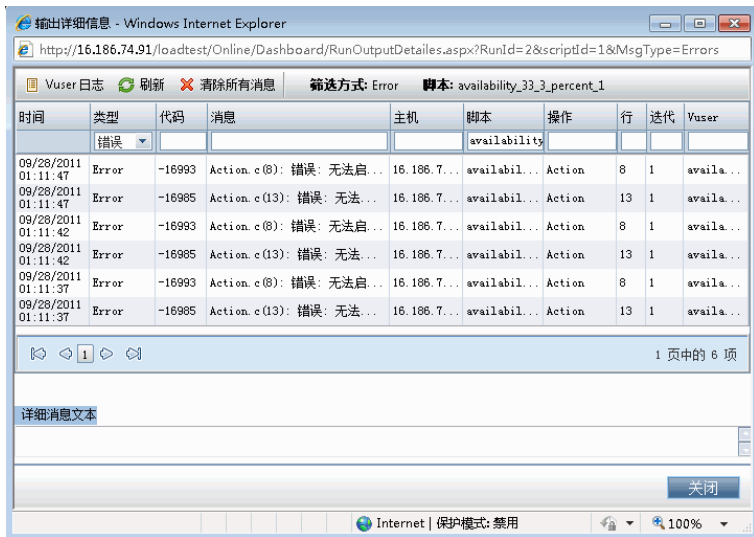 输出详细信息 - Windows Internet Explorer
http://16.186.74.91/loadtest/Online/Dashboard/RunOutputDetailes.aspx?RunId=2&scriptId=1&MsgType=Errors
Vuser日志 刷新 清除所有消息 筛选方式: Error 脚本: availability_33_3_percent_1
时间 类型 代码 消息 主机 脚本 操作 行 迭代 Vuser
错误 availability
09/28/2011 01:11:47 Error -16993 Action.c(8): 错误: 无法启... 16.186.7... availabil... Action 8 1 availa...
09/28/2011 01:11:47 Error -16985 Action.c(13): 错误: 无法... 16.186.7... availabil... Action 13 1 availa...
09/28/2011 01:11:42 Error -16993 Action.c(8): 错误: 无法启... 16.186.7... availabil... Action 8 1 availa...
09/28/2011 01:11:42 Error -16985 Action.c(13): 错误: 无法... 16.186.7... availabil... Action 13 1 availa...
09/28/2011 01:11:37 Error -16993 Action.c(8): 错误: 无法启... 16.186.7... availabil... Action 8 1 availa...
09/28/2011 01:11:37 Error -16985 Action.c(13): 错误: 无法... 16.186.7... availabil... Action 13 1 availa...
1 1 页中的 6 项
详细消息文本
关闭
Internet | 保护模式: 禁用 100%